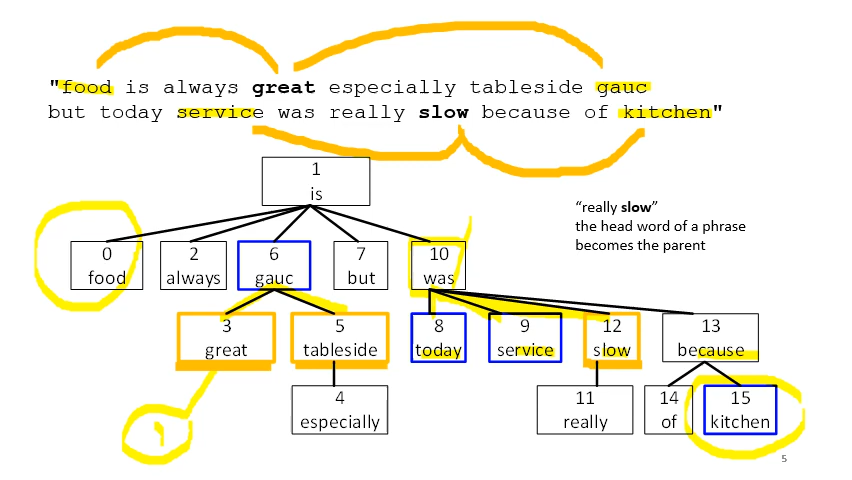 "food is always great especially tableside gauc
but today service was really slow because of kitchen"
1
is
"really slow"
the head word of a phrase
becomes the parent
0
food
2
always
6
gauc
7
but
10
was
3
great
5
tableside
8
today
9
service
12
slow
13
because
4
especially
11
really
14
of
15
kitchen
5